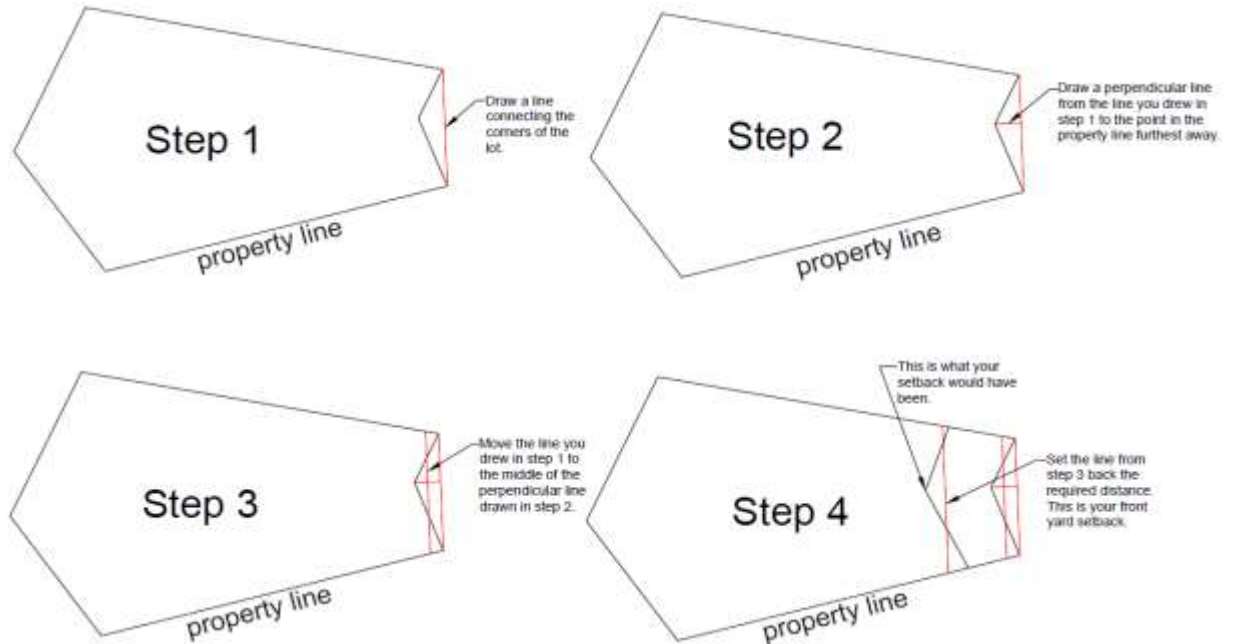 Step 1
Draw a line
connecting the
corners of the
lot.
property line
Step 2
Draw a perpendicular line
from the line you drew in
step 1 to the point in the
property line furthest away.
property line
Step 3
Move the line you
drew in step 1 to
the middle of the
perpendicular line
drawn in step 2.
property line
This is what your
setback would have
been.
Step 4
Set the line from
step 3 back the
required distance.
This is your front
yard setback.
property line